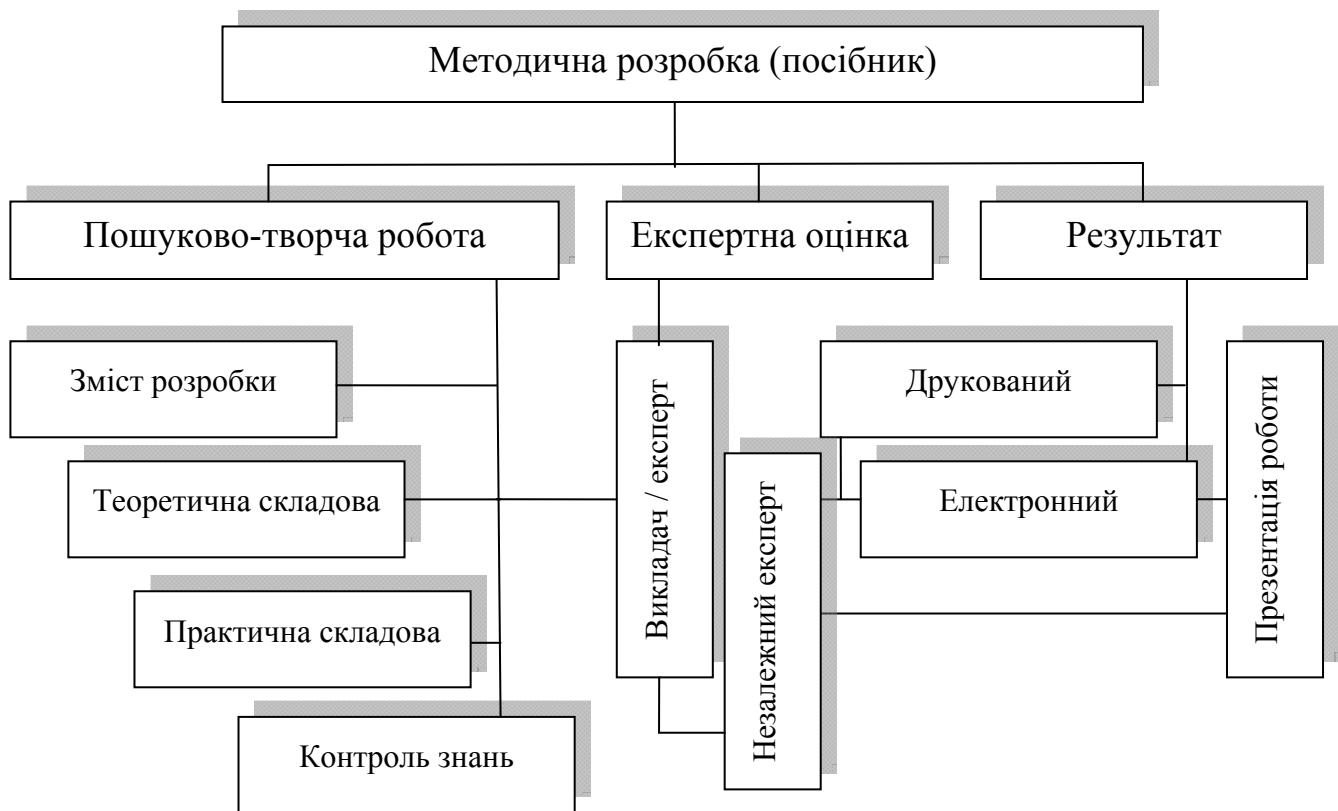 Методична розробка (посібник)
Пошуково-творча робота
Експертна оцінка
Результат
Зміст розробки
Теоретична складова
Практична складова
Контроль знань
Викладач / експерт
Незалежний експерт
Друкований
Електронний
Презентація роботи